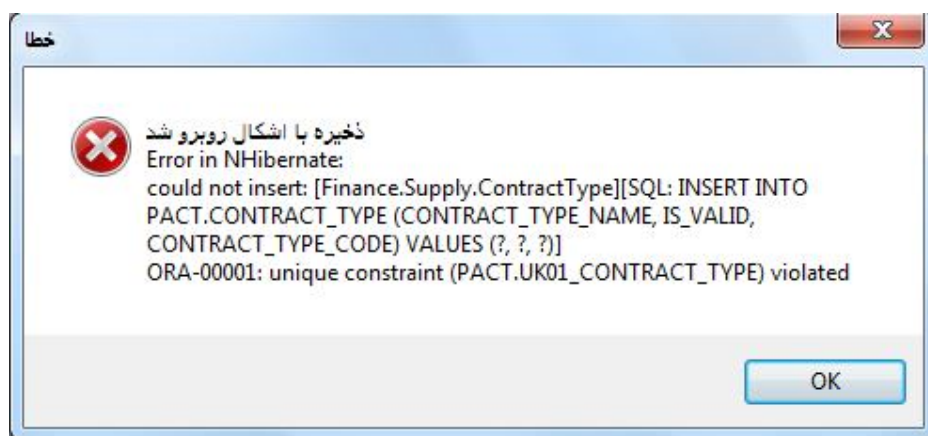 خطا
ذخیره با اشکال روبرو شد
Error in NHibernate:
could not insert: [Finance.Supply.ContractType][SQL: INSERT INTO
PACT.CONTRACT_TYPE (CONTRACT_TYPE_NAME, IS_VALID,
CONTRACT_TYPE_CODE) VALUES (?, ?, ?)]
ORA-00001: unique constraint (PACT.UK01_CONTRACT_TYPE) violated
OK